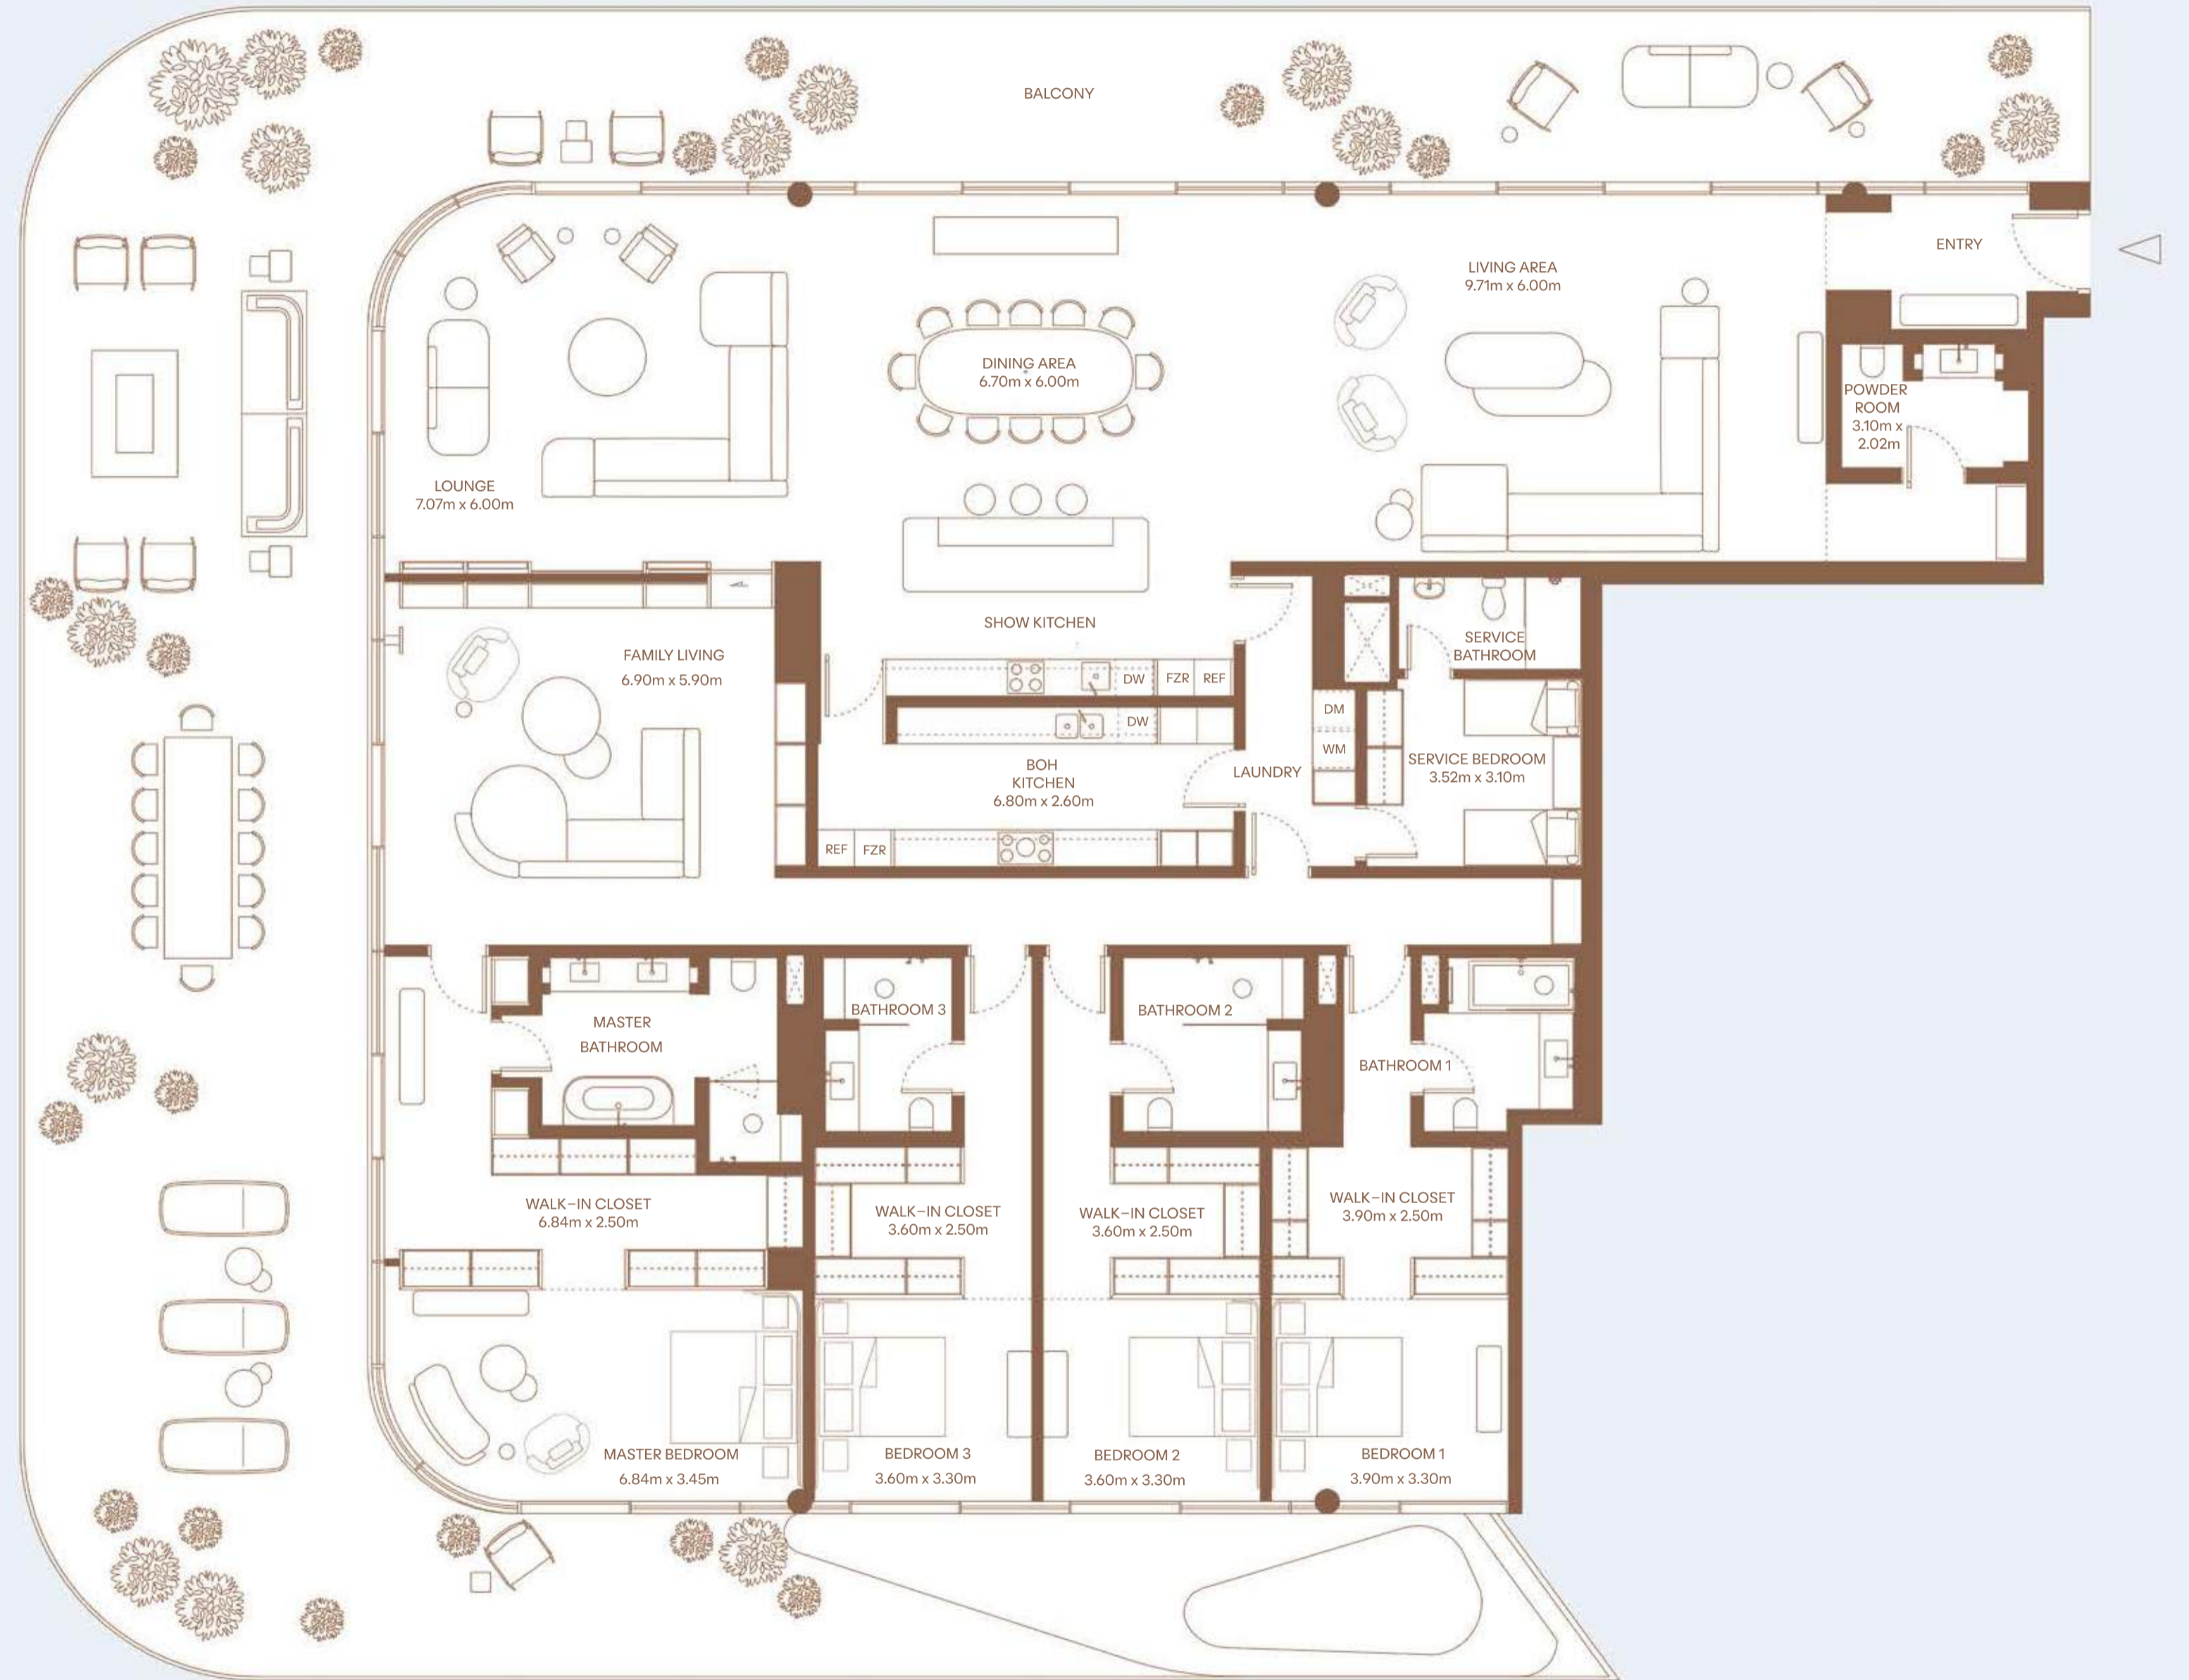 BALCONY
ENTRY
LIVING AREA
9.71m x 6.00m
DINING AREA
6.70m x 6.00m
POWDER
ROOM
3.10m x
2.02m
LOUNGE
7.07m x 6.00m
SHOW KITCHEN
SERVICE
BATHROOM
FAMILY LIVING
6.90m x 5.90m
DW
FZR
REF
DM
DW
WM
BOH
KITCHEN
6.80m x 2.60m
LAUNDRY
SERVICE BEDROOM
3.52m x 3.10m
REF
FZR
MASTER
BATHROOM
BATHROOM 3
BATHROOM 2
BATHROOM 1
WALK-IN CLOSET
6.84m x 2.50m
WALK-IN CLOSET
3.60m x 2.50m
WALK-IN CLOSET
3.60m x 2.50m
WALK-IN CLOSET
3.90m x 2.50m
MASTER BEDROOM
6.84m x 3.45m
BEDROOM 3
3.60m x 3.30m
BEDROOM 2
3.60m x 3.30m
BEDROOM 1
3.90m x 3.30m